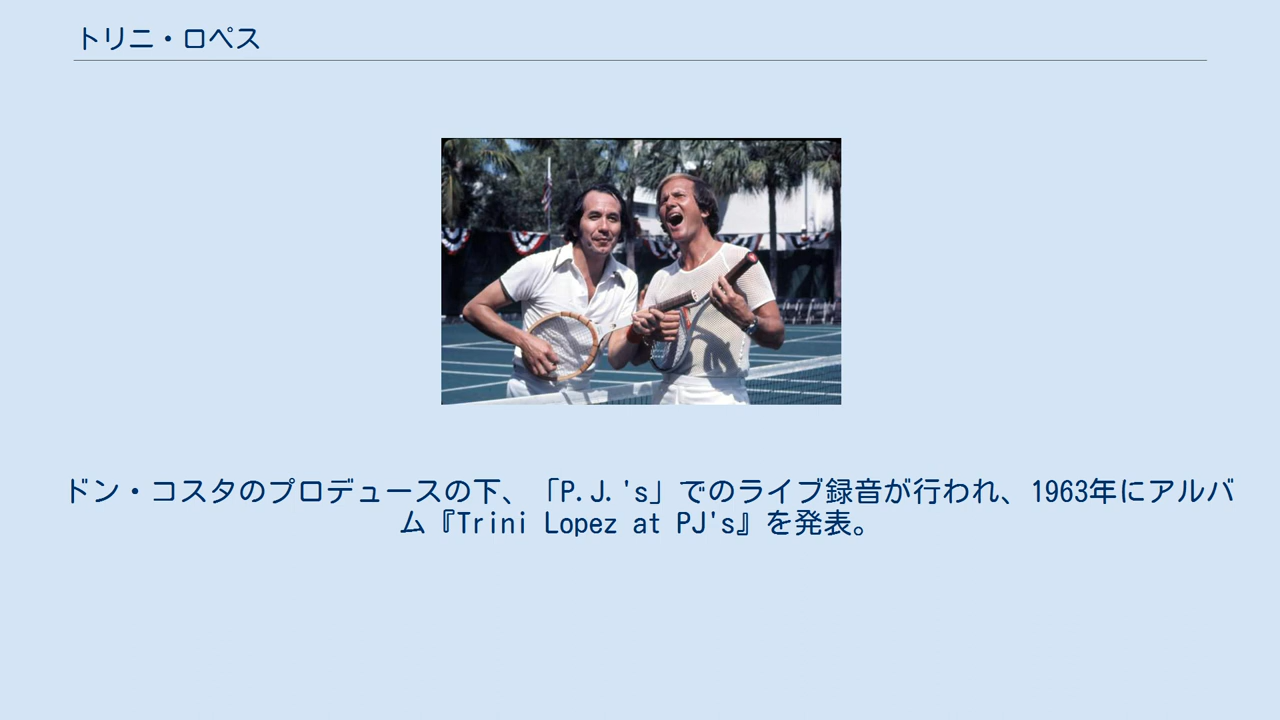 トリニ・ロペス
ドン・コスタのプロデュースの下、「P.J.'s」でのライブ録音が行われ、1963年にアルバ
ム『Trini Lopez at PJ's』を発表。